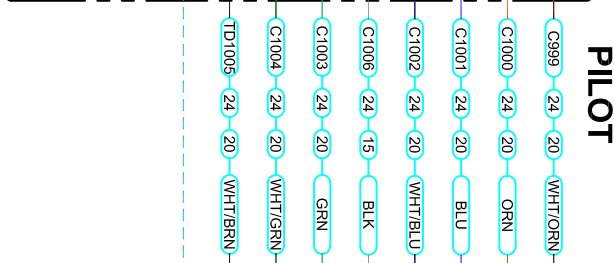 PILOT
C999 24 20 WHT/ORN
C1000 24 20 ORN
C1001 24 20 BLU
C1002 24 20 WHT/BLU
C1006 24 15 BLK
C1003 24 20 GRN
C1004 24 20 WHT/GRN
TD1005 24 20 WHT/BRN